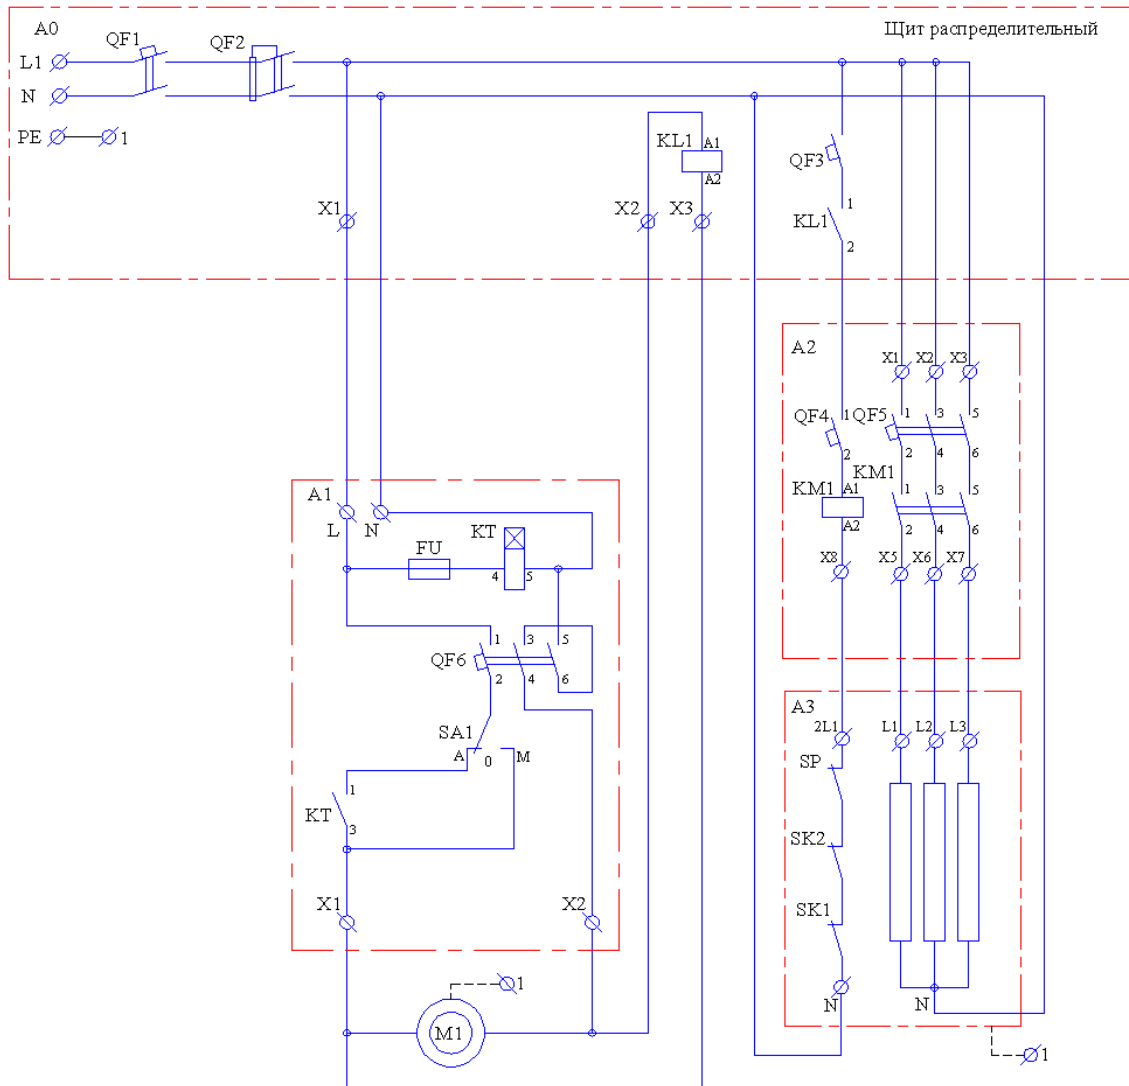 A0
Щит распределительный
QF1 QF2
L1
N
PE 1
KL1 A1
A2
QF3
X1 X2 X3
1
KL1
2
A2
X1 X2 X3
QF4 1 QF5 1 3 5
2 2 4 6
KM1
KM1 A1 1 3 5
A2 2 4 6
A1
L N KT
FU
4 5
X8 X5 X6 X7
1 3 5
QF6
2 4 6
A3
2L1 L1 L2 L3
SA1
A 0 M
SP
1
KT
3
SK2
X1 X2
SK1
1
N N
M1
1